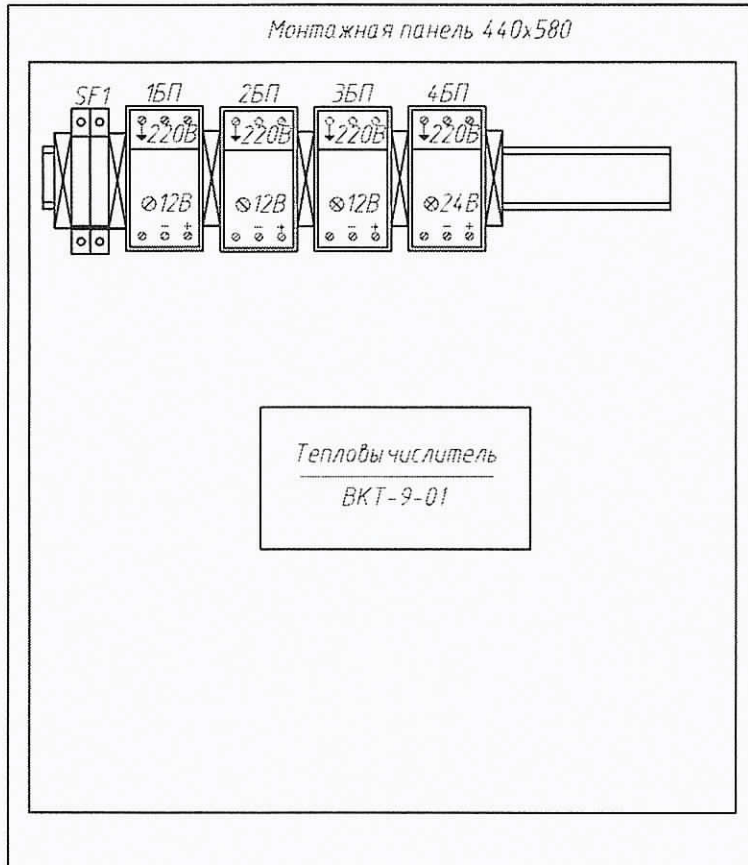 Монтажная панель 440х580
SF1 1БП 2БП 3БП 4БП
220В 220В 220В 220В
12В 12В 12В 24В
- + - + - + - +
Тепловычислитель
ВКТ-9-01